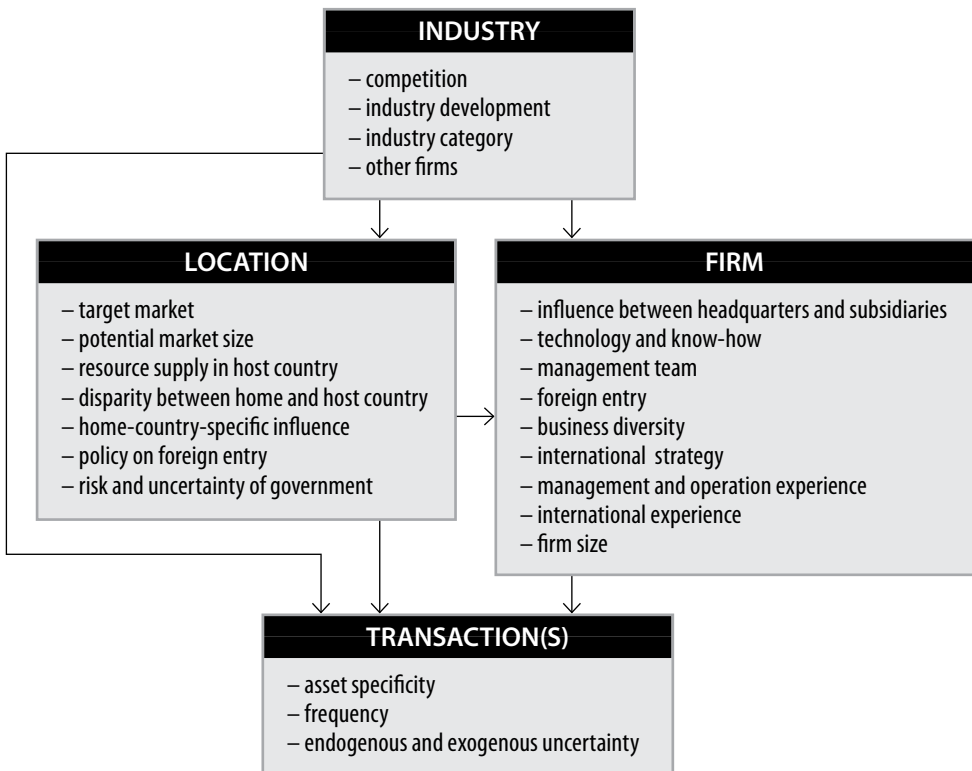 INDUSTRY
– competition
– industry development
– industry category
– other firms
LOCATION
– target market
– potential market size
– resource supply in host country
– disparity between home and host country
– home-country-specific influence
– policy on foreign entry
– risk and uncertainty of government
FIRM
– influence between headquarters and subsidiaries
– technology and know-how
– management team
– foreign entry
– business diversity
– international strategy
– management and operation experience
– international experience
– firm size
TRANSACTION(S)
– asset specificity
– frequency
– endogenous and exogenous uncertainty